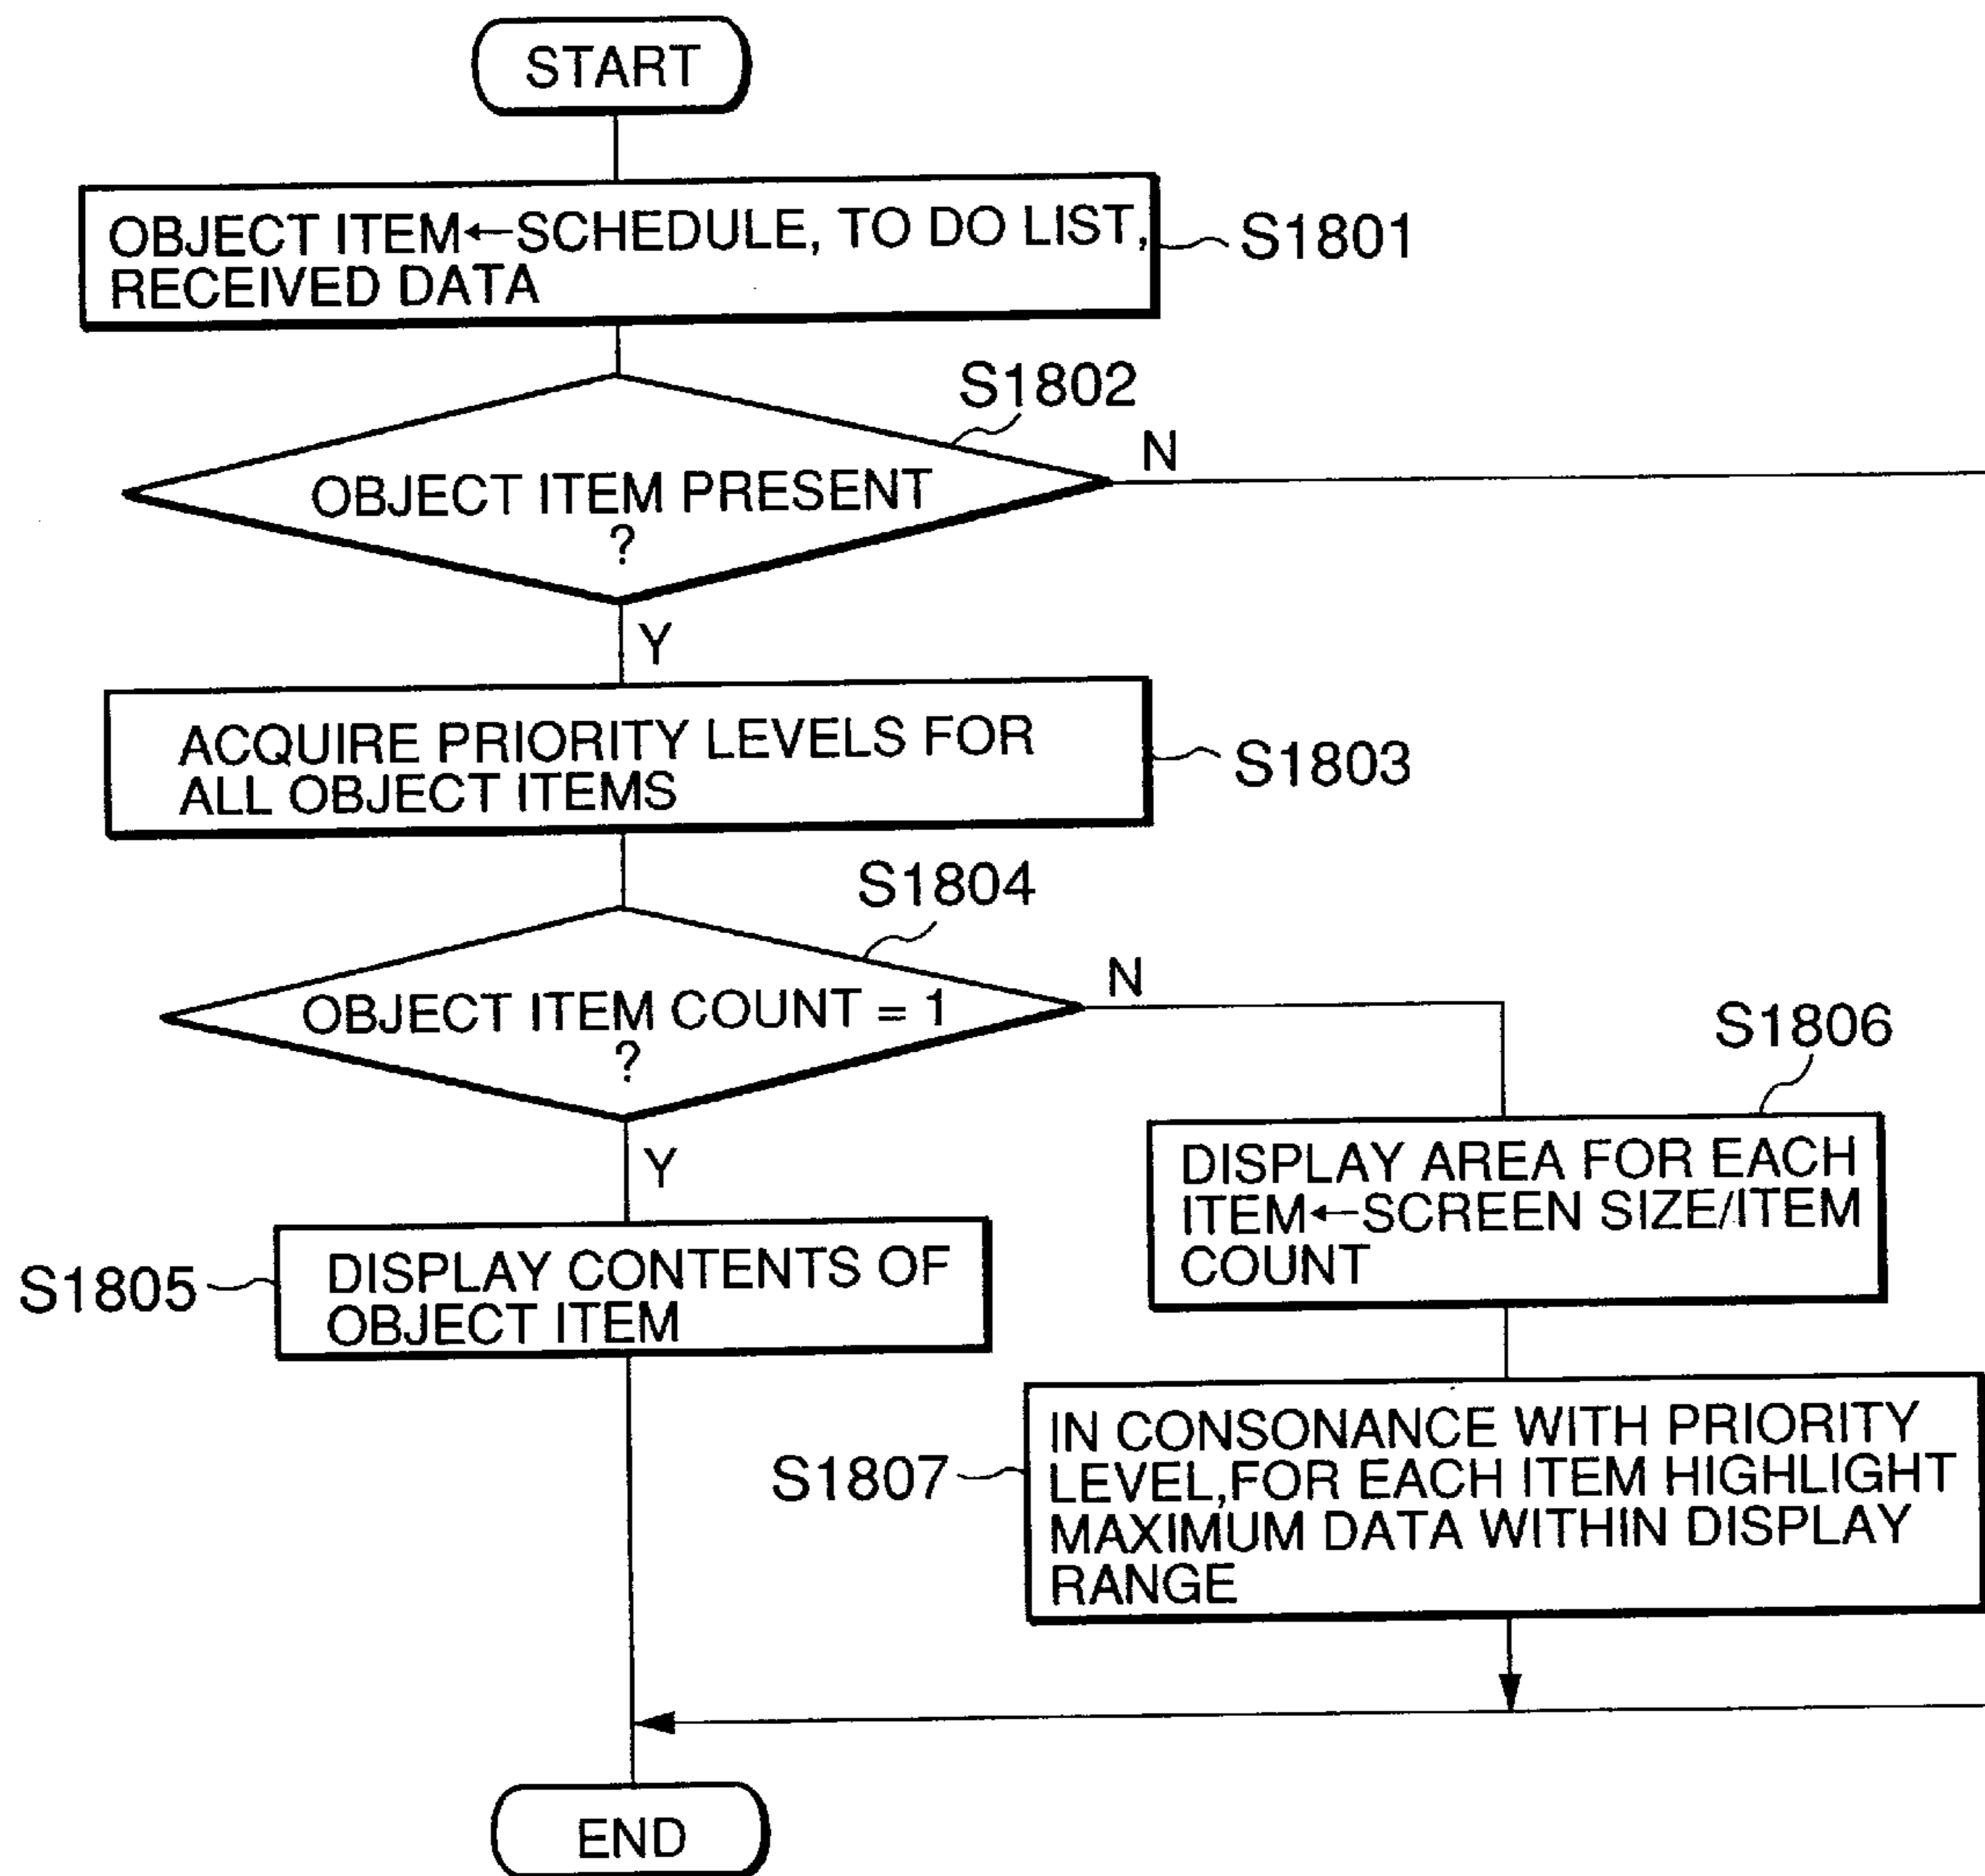 START
OBJECT ITEM←SCHEDULE, TO DO LIST,
RECEIVED DATA
S1801
S1802
OBJECT ITEM PRESENT
?
N
Y
ACQUIRE PRIORITY LEVELS FOR
ALL OBJECT ITEMS
S1803
S1804
OBJECT ITEM COUNT = 1
?
N
Y
S1806
DISPLAY AREA FOR EACH
ITEM←SCREEN SIZE/ITEM
COUNT
S1805
DISPLAY CONTENTS OF
OBJECT ITEM
S1807
IN CONSONANCE WITH PRIORITY
LEVEL,FOR EACH ITEM HIGHLIGHT
MAXIMUM DATA WITHIN DISPLAY
RANGE
END